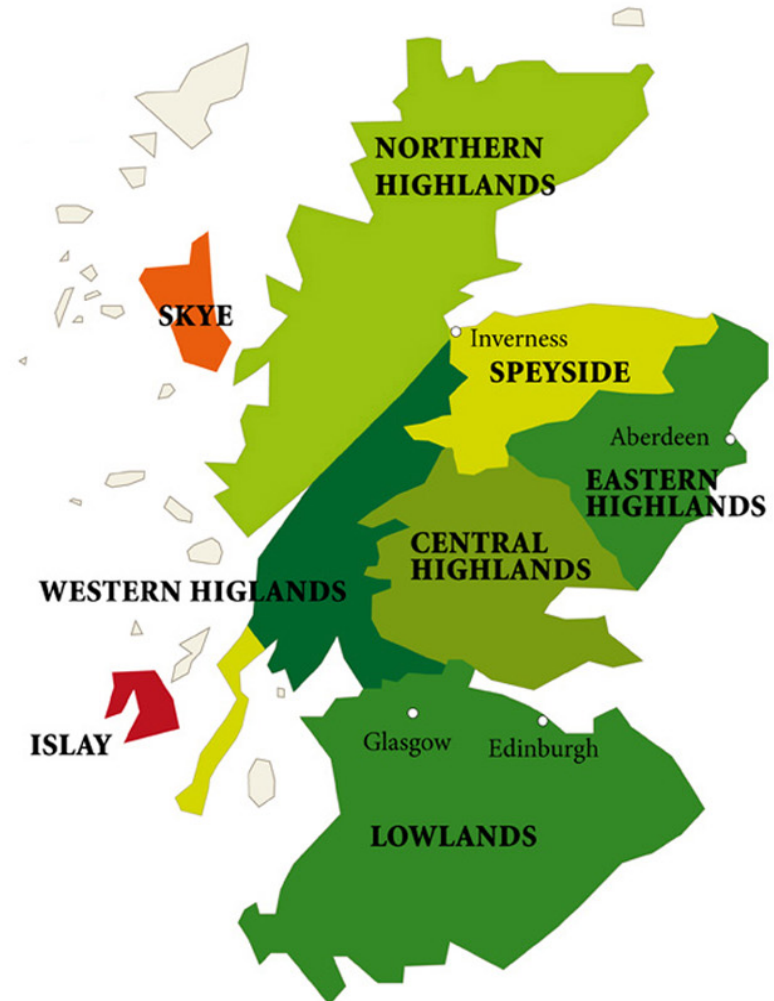 NORTHERN
HIGHLANDS
SKYE
Inverness
SPEYSIDE
Aberdeen
EASTERN
HIGHLANDS
CENTRAL
HIGHLANDS
WESTERN HIGLANDS
ISLAY
Glasgow
Edinburgh
LOWLANDS